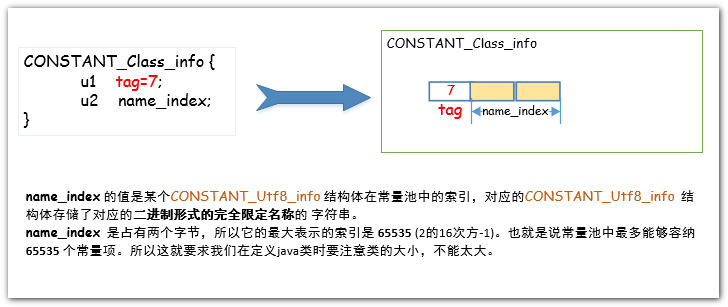 CONSTANT_Class_info {
u1 tag=7;
u2 name_index;
}
CONSTANT_Class_info
7
tag
name_index
name_index 的值是某个CONSTANT_Utf8_info 结构体在常量池中的索引，对应的CONSTANT_Utf8_info 结
构体存储了对应的二进制形式的完全限定名称的 字符串。
name_index 是占有两个字节，所以它的最大表示的索引是 65535 (2的16次方-1)。也就是说常量池中最多能够容纳
65535 个常量项。所以这就要求我们在定义java类时要注意类的大小，不能太大。